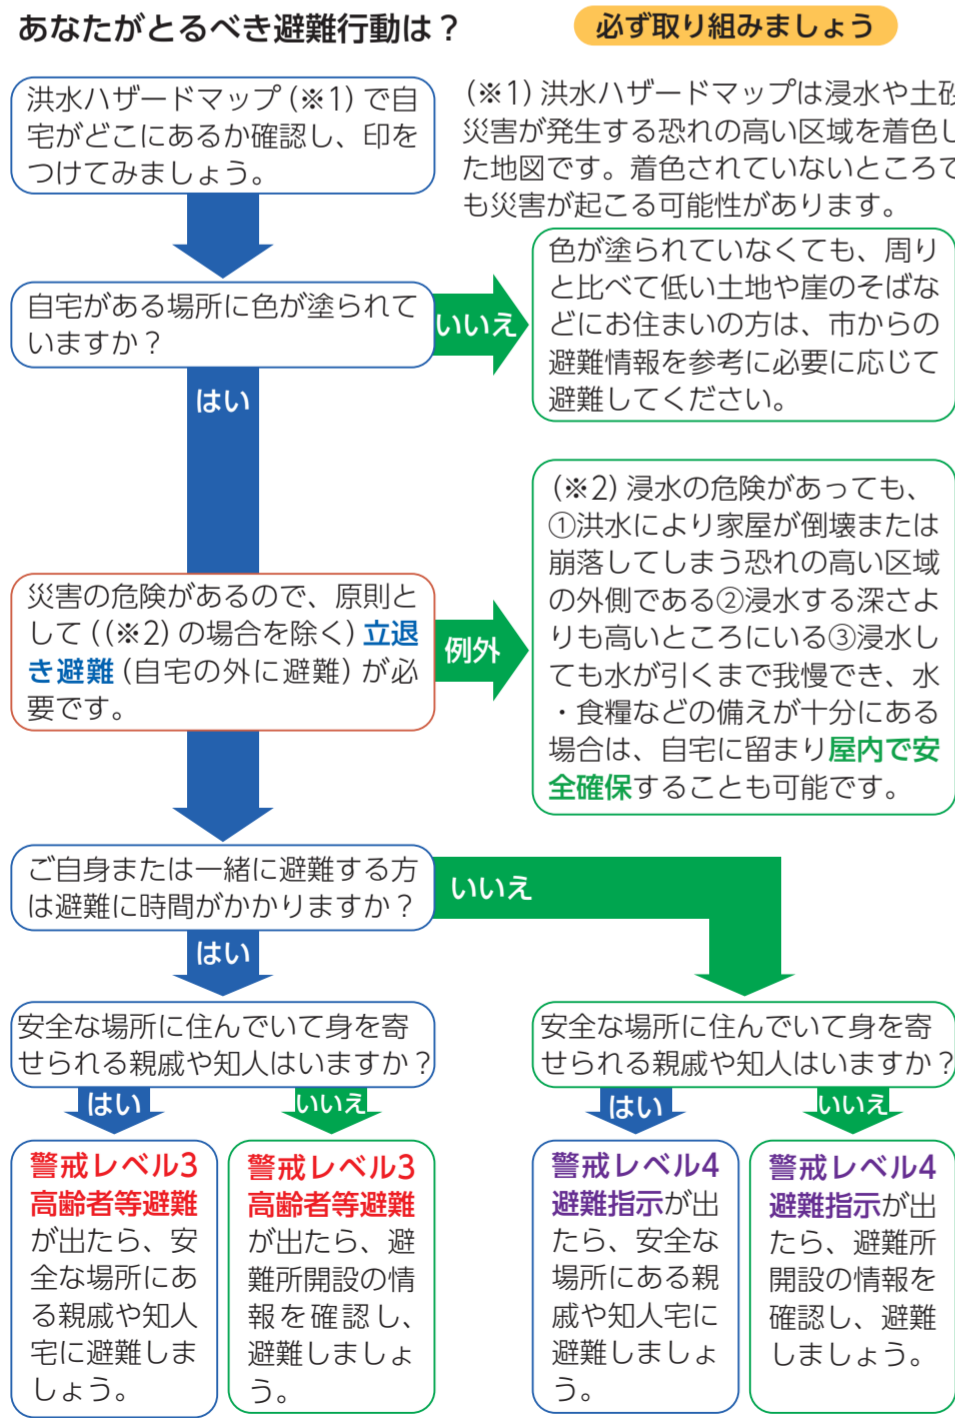 あなたがとるべき避難行動は？
必ず取り組みましょう
洪水ハザードマップ（※1）で自
宅がどこにあるか確認し、印を
つけてみましょう。
（※1）洪水ハザードマップは浸水や土砂
災害が発生する恐れの高い区域を着色し
た地図です。着色されていないところで
も災害が起こる可能性があります。
自宅がある場所に色が塗られて
いますか？
いいえ
色が塗られていなくても、周り
と比べて低い土地や崖のそばな
どにお住まいの方は、市からの
避難情報を参考に必要に応じて
避難してください。
はい
災害の危険があるので、原則と
して（（※2）の場合を除く）立退
き避難（自宅の外に避難）が必
要です。
例外
（※2）浸水の危険があっても、
①洪水により家屋が倒壊または
崩落してしまう恐れの高い区域
の外側である②浸水する深さよ
りも高いところにいる③浸水し
ても水が引くまで我慢でき、水
・食糧などの備えが十分にある
場合は、自宅に留まり屋内で安
全確保することも可能です。
ご自身または一緒に避難する方
は避難に時間がかかりますか？
いいえ
はい
安全な場所に住んでいて身を寄
せられる親戚や知人はいますか？
はい
いいえ
警戒レベル3
高齢者等避難
が出たら、安
全な場所にあ
る親戚や知人
宅に避難しま
しょう。
警戒レベル3
高齢者等避難
が出たら、避
難所開設の情
報を確認し、
避難しましょ
う。
安全な場所に住んでいて身を寄
せられる親戚や知人はいますか？
はい
いいえ
警戒レベル4
避難指示が出
たら、安全な
場所にある親
戚や知人宅に
避難しましょ
う。
警戒レベル4
避難指示が出
たら、避難所
開設の情報を
確認し、避難
しましょう。